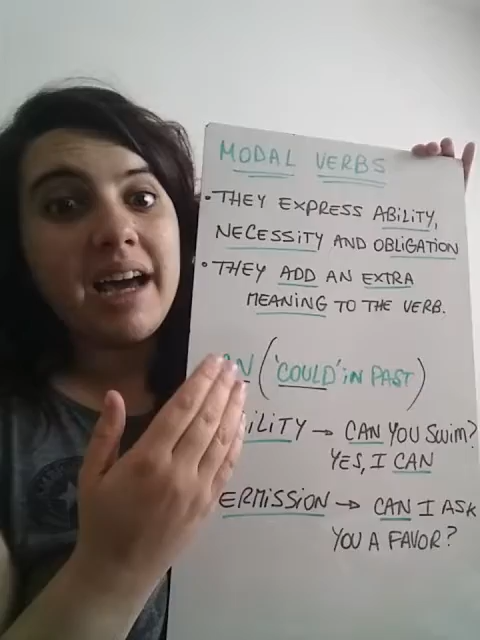 MODAL VERBS
• THEY EXPRESS ABILITY,
NECESSITY AND OBLIGATION
• THEY ADD AN EXTRA
MEANING TO THE VERB.
AN ('COULD' iN PAST)
ILITY → CAN YOU SWIM?
YES, I CAN
ERMISSION → CAN I ASK
YOU A FAVOR?